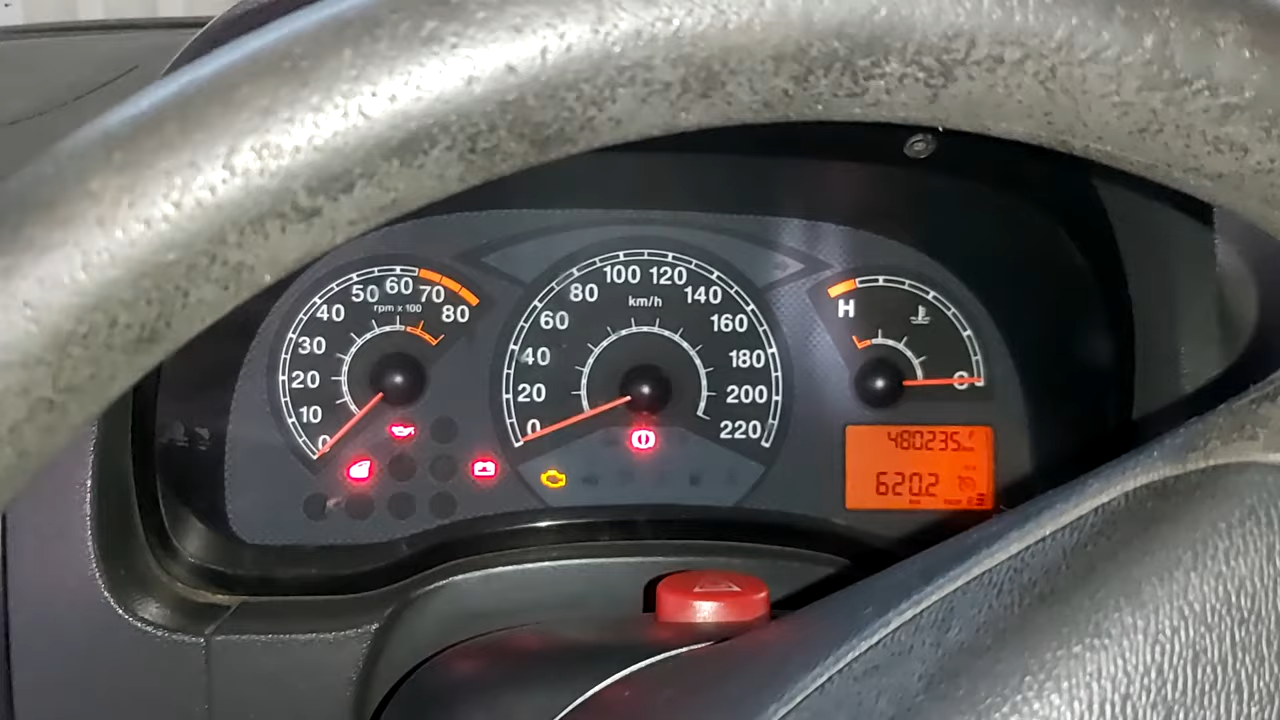 0 10 20 30 40 50 60 70 80
rpm x 100
0 20 40 60 80 100 120 140 160 180 200 220
km/h
H
C
480235
620.2